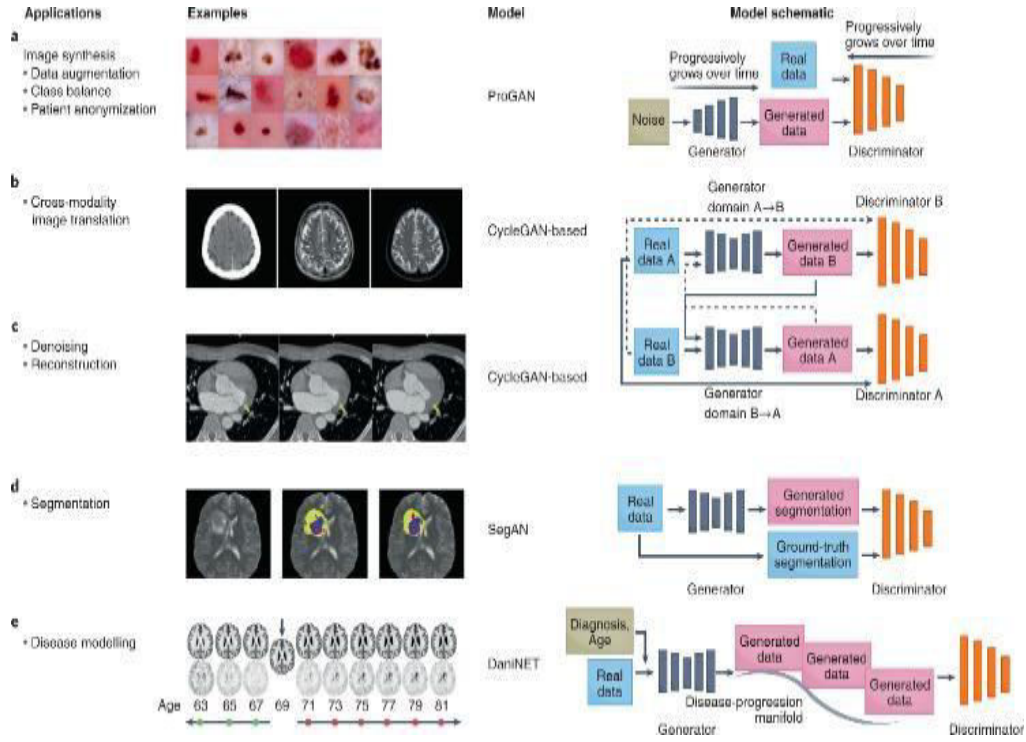 Applications
Examples
Model
Model schematic
a
Image synthesis
• Data augmentation
• Class balance
• Patient anonymization
ProGAN
Noise
Progressively
grows over time
Generator
Real
data
Generated
data
Progressively
grows over time
Discriminator
b
• Cross-modality
image translation
CycleGAN-based
Real
data A
Generator
domain A→B
Generated
data B
Discriminator B
c
• Denoising
• Reconstruction
CycleGAN-based
Real
data B
Generator
domain B→A
Generated
data A
Discriminator A
d
• Segmentation
SegAN
Real
data
Generator
Generated
segmentation
Ground-truth
segmentation
Discriminator
e
• Disease modelling
Age 63 65 67 69 71 73 75 77 79 81
DaniNET
Diagnosis,
Age
Real
data
Generator
Generated
data
Generated
data
Generated
data
Disease-progression
manifold
Discriminator